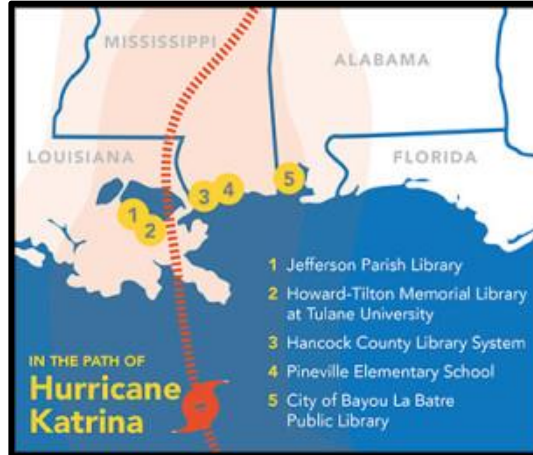 MISSISSIPPI
ALABAMA
LOUISIANA
FLORIDA
1
2
3
4
5
1 Jefferson Parish Library
2 Howard-Tilton Memorial Library
at Tulane University
3 Hancock County Library System
4 Pineville Elementary School
5 City of Bayou La Batre
Public Library
IN THE PATH OF
Hurricane
Katrina